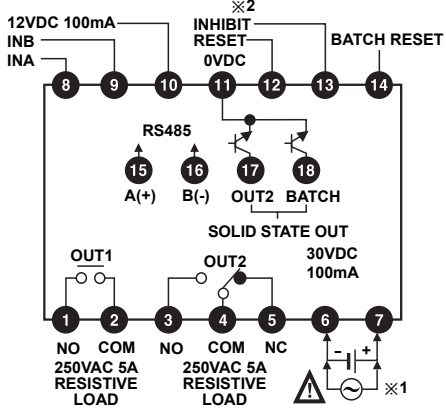 ※2
12VDC 100mA
INHIBIT
INB
RESET
BATCH RESET
INA
0VDC
8 9 10 11 12 13 14
RS485
15 16 17 18
A(+) B(-) OUT2 BATCH
SOLID STATE OUT
30VDC
100mA
OUT1
OUT2
1 2 3 4 5 6 7
- +
NO COM NO COM NC
250VAC 5A
RESISTIVE
LOAD
250VAC 5A
RESISTIVE
LOAD
! ※1